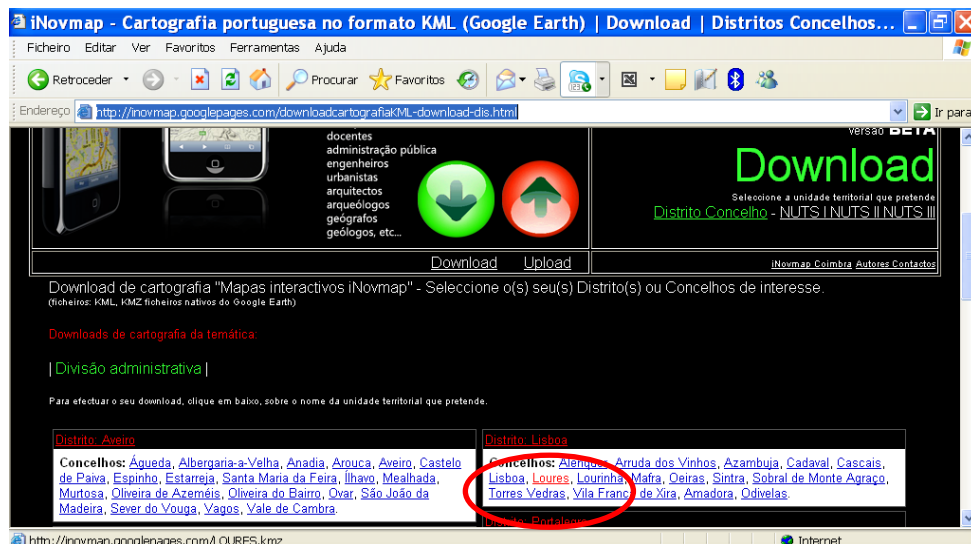 iNovmap - Cartografia portuguesa no formato KML (Google Earth) | Download | Distritos Concelhos...
Ficheiro Editar Ver Favoritos Ferramentas Ajuda
Retroceder Procurar Favoritos
Endereço http://inovmap.googlepages.com/downloadcartografiaKML-download-dis.html Ir para
docentes
administração pública
engenheiros
urbanistas
arquitectos
arqueólogos
geógrafos
geólogos, etc...
Download Upload
versão BETA
Download
Seleccione a unidade territorial que pretende
Distrito Concelho - NUTS I NUTS II NUTS III
iNovmap Coimbra Autores Contactos
Download de cartografia "Mapas interactivos iNovmap" - Seleccione o(s) seu(s) Distrito(s) ou Concelhos de interesse.
(ficheiros: KML, KMZ ficheiros nativos do Google Earth)
Downloads de cartografia da temática:
| Divisão administrativa |
Para efectuar o seu download, clique em baixo, sobre o nome da unidade territorial que pretende.
Distrito: Aveiro
Concelhos: Águeda, Albergaria-a-Velha, Anadia, Arouca, Aveiro, Castelo
de Paiva, Espinho, Estarreja, Santa Maria da Feira, Ílhavo, Mealhada,
Murtosa, Oliveira de Azeméis, Oliveira do Bairro, Ovar, São João da
Madeira, Sever do Vouga, Vagos, Vale de Cambra.
Distrito: Lisboa
Concelhos: Alenquer, Arruda dos Vinhos, Azambuja, Cadaval, Cascais,
Lisboa, Loures, Lourinha, Mafra, Oeiras, Sintra, Sobral de Monte Agraço,
Torres Vedras, Vila Franca de Xira, Amadora, Odivelas.
Distrito: Portalegre
http://inovmap.googlepages.com/LOURES.kmz Internet